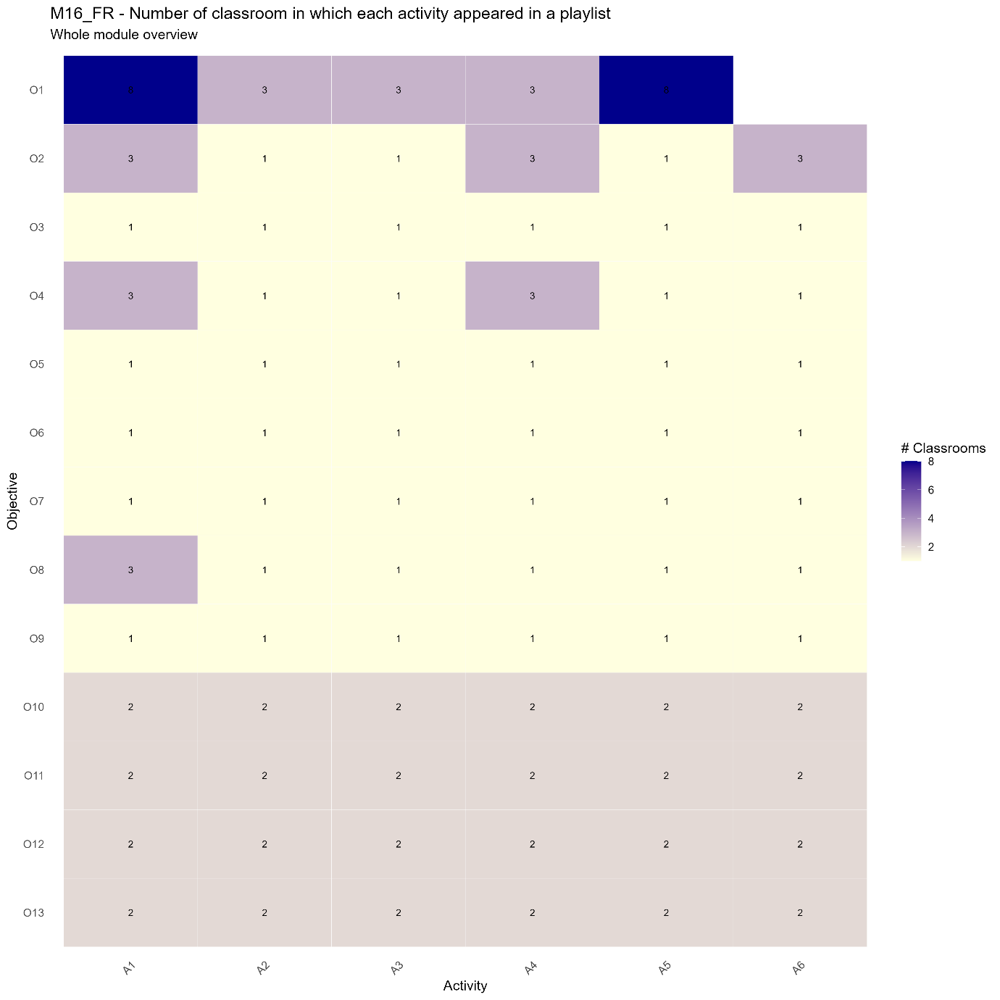 M16_FR - Number of classroom in which each activity appeared in a playlist
Whole module overview
O1 8 3 3 3 8
O2 3 1 1 3 1 3
O3 1 1 1 1 1 1
O4 3 1 1 3 1 1
O5 1 1 1 1 1 1
O6 1 1 1 1 1 1
O7 1 1 1 1 1 1
O8 3 1 1 1 1 1
O9 1 1 1 1 1 1
O10 2 2 2 2 2 2
O11 2 2 2 2 2 2
O12 2 2 2 2 2 2
O13 2 2 2 2 2 2
A1 A2 A3 A4 A5 A6
Activity
Objective
# Classrooms
8
6
4
2